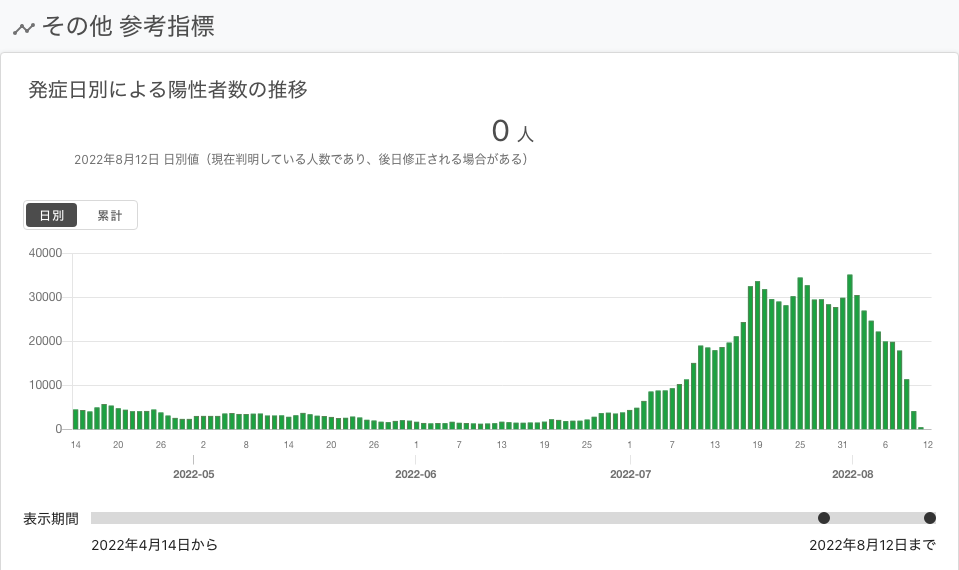 その他 参考指標
発症日別による陽性者数の推移
0 人
2022年8月12日 日別値（現在判明している人数であり、後日修正される場合がある）
日別 累計
40000
30000
20000
10000
0
14 20 26 2 8 14 20 26 1 7 13 19 25 1 7 13 19 25 31 6 12
2022-05 2022-06 2022-07 2022-08
表示期間
2022年4月14日から 2022年8月12日まで